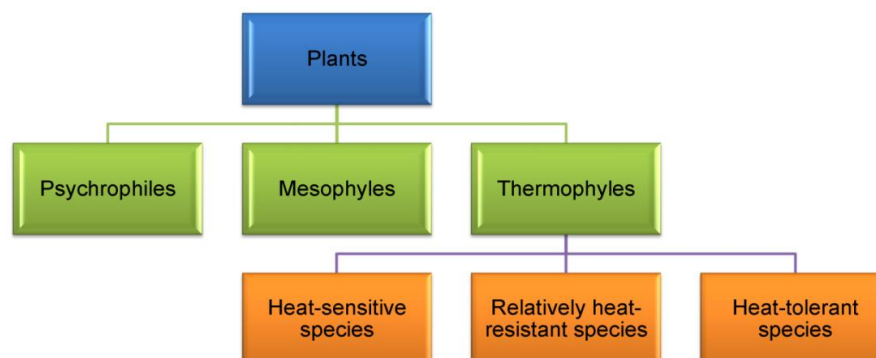 Plants
Psychrophiles
Mesophyles
Thermophyles
Heat-sensitive
species
Relatively heat-
resistant species
Heat-tolerant
species